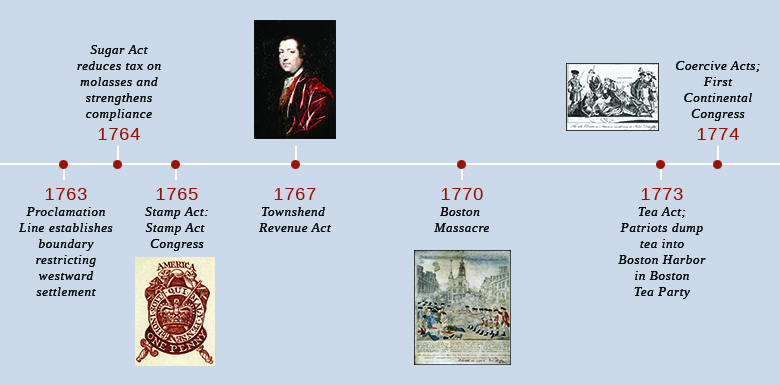 Sugar Act
reduces tax on
molasses and
strengthens
compliance
1764
Coercive Acts;
First
Continental
Congress
1774
1763
Proclamation
Line establishes
boundary
restricting
westward
settlement
1765
Stamp Act:
Stamp Act
Congress
AMERICA
ONE PENNY
1767
Townshend
Revenue Act
1770
Boston
Massacre
1773
Tea Act;
Patriots dump
tea into
Boston Harbor
in Boston
Tea Party